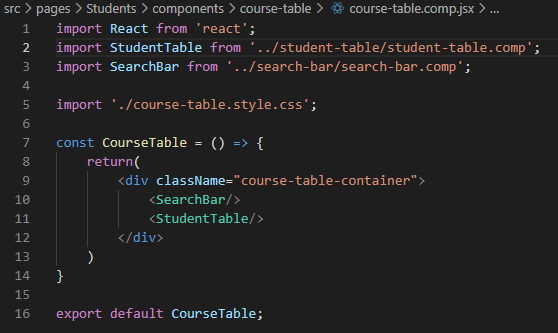 src > pages > Students > components > course-table > course-table.comp.jsx > ...
1 import React from 'react';
2 import StudentTable from '../student-table/student-table.comp';
3 import SearchBar from '../search-bar/search-bar.comp';
4
5 import './course-table.style.css';
6
7 const CourseTable = () => {
8     return(
9         <div className="course-table-container">
10             <SearchBar/>
11             <StudentTable/>
12         </div>
13     )
14 }
15
16 export default CourseTable;